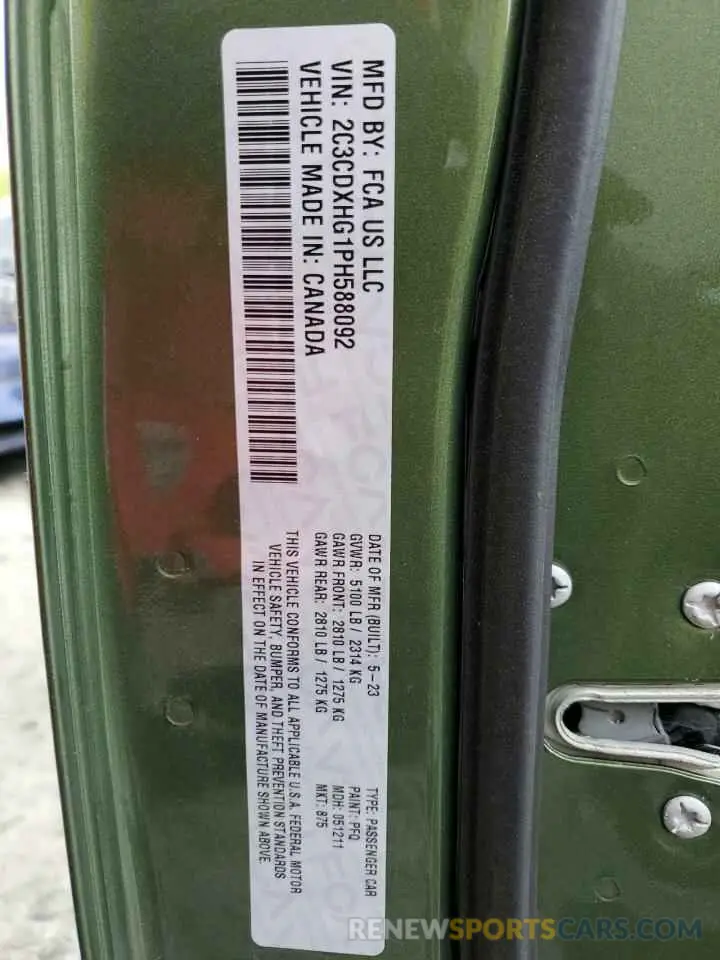 MFD BY: FCA US LLC
VIN: 2C3CDXHG1PH588092
VEHICLE MADE IN: CANADA
DATE OF MFR (BUILT): 5-23
GVWR: 5100 LB / 2314 KG
GAWR FRONT: 2810 LB / 1275 KG
GAWR REAR: 2810 LB / 1275 KG
TYPE: PASSENGER CAR
PAINT: PFQ
MDH: 051211
MKT: 875
THIS VEHICLE CONFORMS TO ALL APPLICABLE U.S.A. FEDERAL MOTOR
VEHICLE SAFETY, BUMPER, AND THEFT PREVENTION STANDARDS
IN EFFECT ON THE DATE OF MANUFACTURE SHOWN ABOVE.
RENEWSPORTSCARS.COM